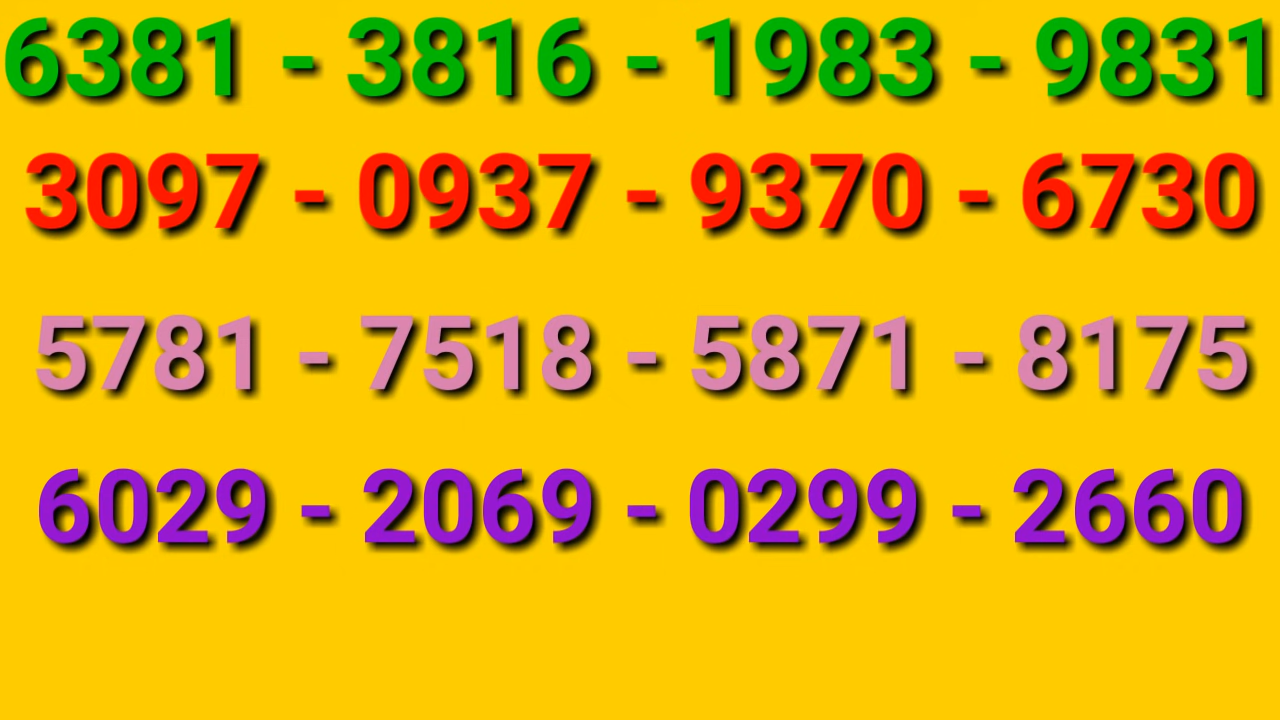 6381 - 3816 - 1983 - 9831
3097 - 0937 - 9370 - 6730
5781 - 7518 - 5871 - 8175
6029 - 2069 - 0299 - 2660